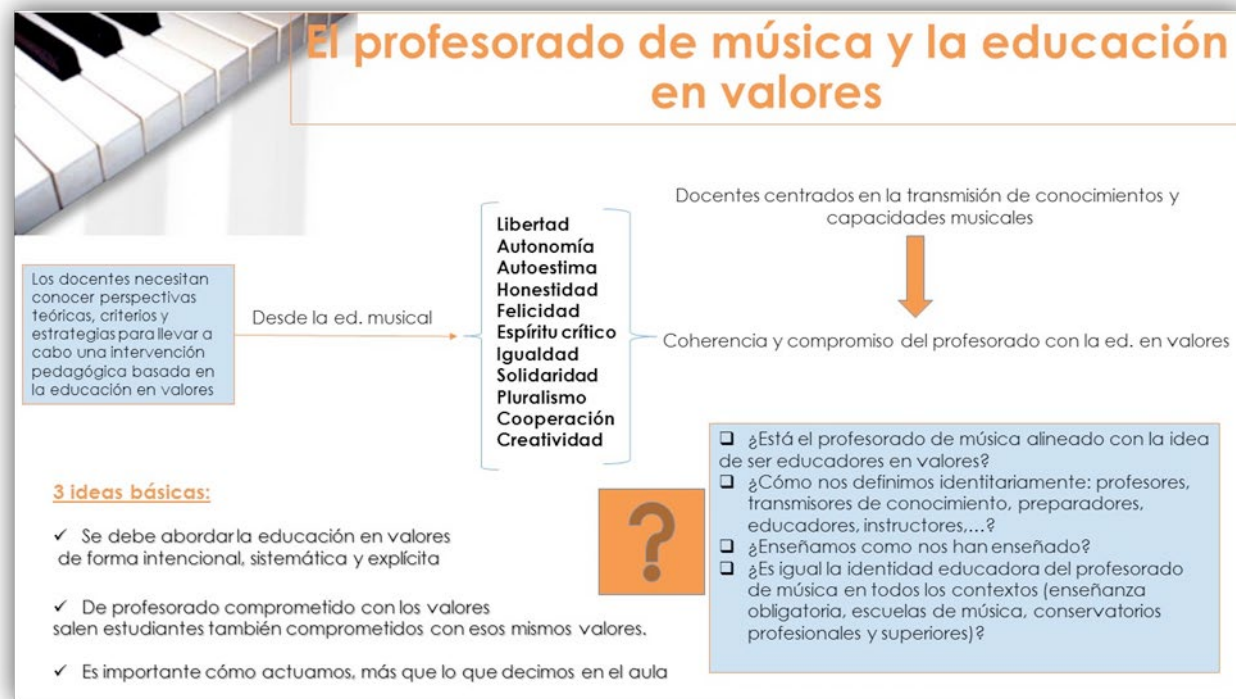 El profesorado de música y la educación
en valores
Los docentes necesitan
conocer perspectivas
teóricas, criterios y
estrategias para llevar a
cabo una intervención
pedagógica basada en
la educación en valores
Desde la ed. musical
Libertad
Autonomía
Autoestima
Honestidad
Felicidad
Espíritu crítico
Igualdad
Solidaridad
Pluralismo
Cooperación
Creatividad
Docentes centrados en la transmisión de conocimientos y
capacidades musicales
Coherencia y compromiso del profesorado con la ed. en valores
3 ideas básicas:
✓ Se debe abordar la educación en valores
de forma intencional, sistemática y explícita
✓ De profesorado comprometido con los valores
salen estudiantes también comprometidos con esos mismos valores.
✓ Es importante cómo actuamos, más que lo que decimos en el aula
?
❑ ¿Está el profesorado de música alineado con la idea
de ser educadores en valores?
❑ ¿Cómo nos definimos identitariamente: profesores,
transmisores de conocimiento, preparadores,
educadores, instructores,…?
❑ ¿Enseñamos como nos han enseñado?
❑ ¿Es igual la identidad educadora del profesorado
de música en todos los contextos (enseñanza
obligatoria, escuelas de música, conservatorios
profesionales y superiores)?